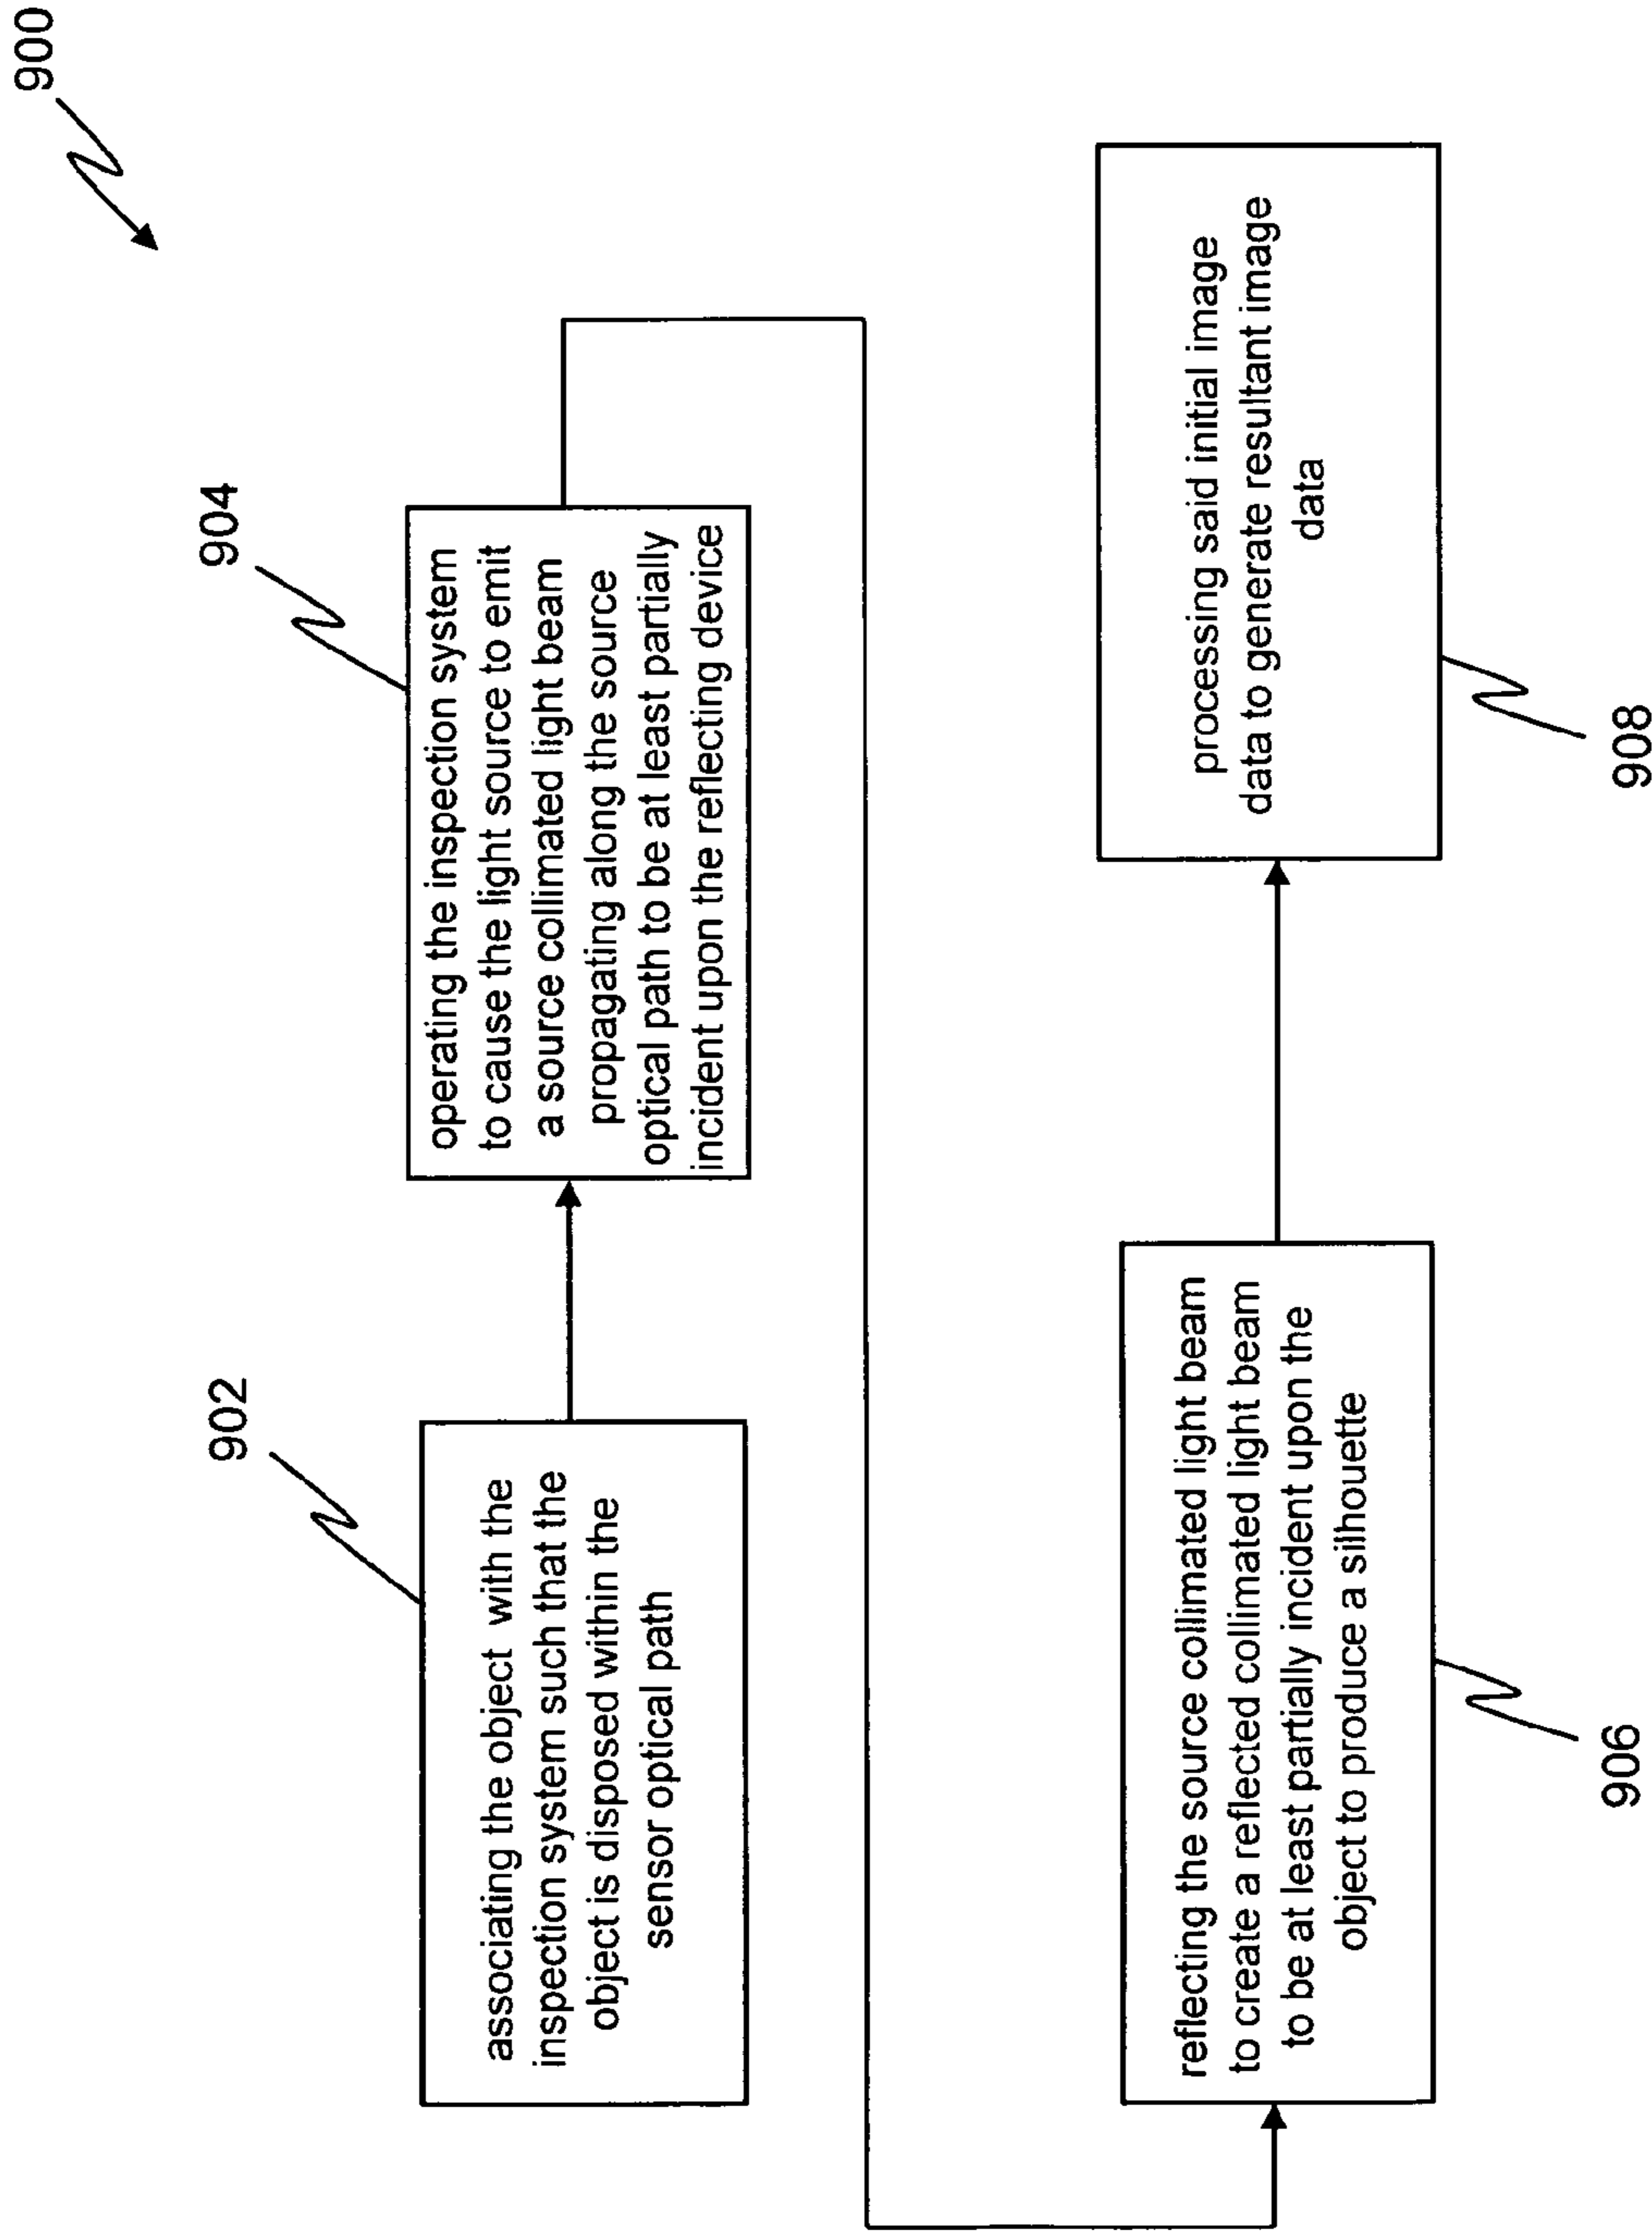 900
902
associating the object with the
inspection system such that the
object is disposed within the
sensor optical path
904
operating the inspection system
to cause the light source to emit
a source collimated light beam
propagating along the source
optical path to be at least partially
incident upon the reflecting device
reflecting the source collimated light beam
to create a reflected collimated light beam
to be at least partially incident upon the
object to produce a silhouette
906
processing said initial image
data to generate resultant image
data
908